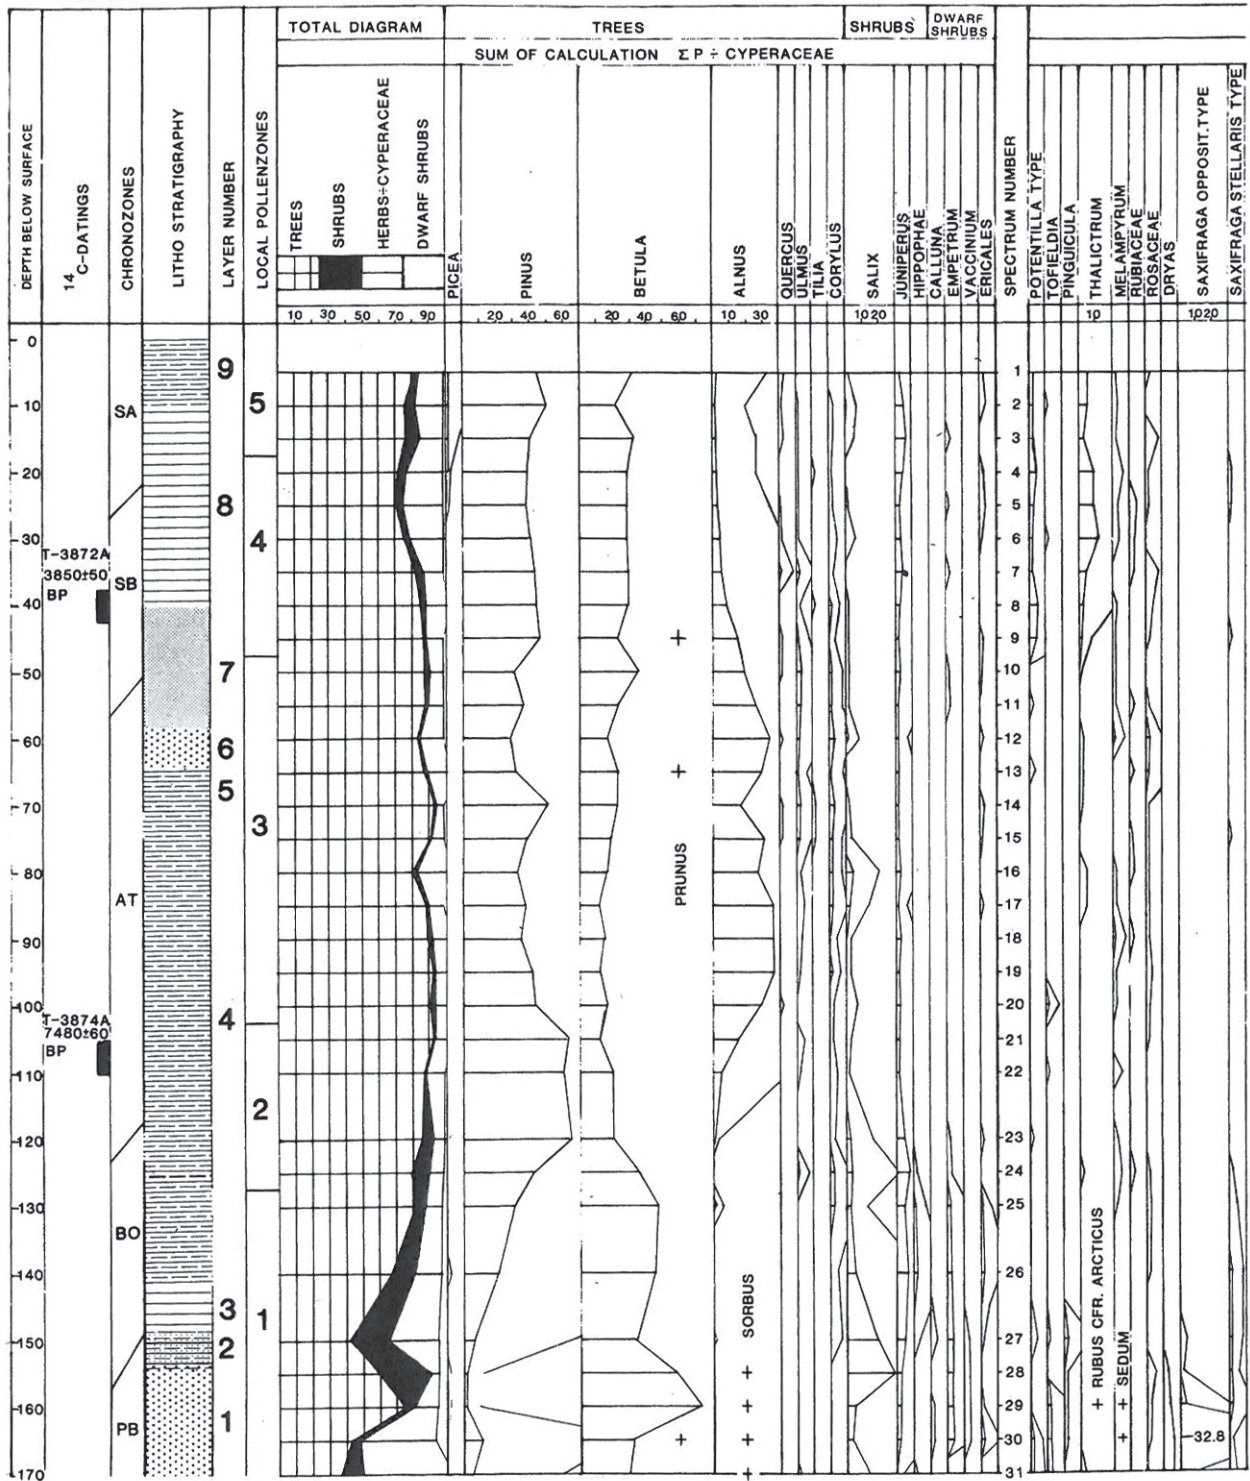 TOTAL DIAGRAM TREES SHRUBS DWARF SHRUBS
SUM OF CALCULATION Σ P ÷ CYPERACEAE
DEPTH BELOW SURFACE
14C-DATINGS
CHRONOZONES
LITHO STRATIGRAPHY
LAYER NUMBER
LOCAL POLLENZONES
TREES
SHRUBS
HERBS÷CYPERACEAE
DWARF SHRUBS
PICEA
PINUS
BETULA
ALNUS
QUERCUS
ULMUS
TILIA
CORYLUS
SALIX
JUNIPERUS
HIPPOPHAE
CALLUNA
EMPETRUM
VACCINIUM
ERICALES
SPECTRUM NUMBER
POTENTILLA TYPE
TOFIELDIA
PINGUICULA
THALICTRUM
MELAMPYRUM
RUBIACEAE
ROSACEAE
DRYAS
SAXIFRAGA OPPOSIT.TYPE
SAXIFRAGA STELLARIS TYPE
10 30 50 70 90 20 40 60 20 40 60 10 30 10 20 10 10 20
0
10
20
30
40
50
60
70
80
90
100
110
120
130
140
150
160
170
T-3872A
3850±50
BP
T-3874A
7480±60
BP
SA
SB
AT
BO
PB
9
8
7
6
5
4
3
2
1
5
4
3
2
1
+
+
PRUNUS
+
SORBUS
+
+
+
+
1
2
3
4
5
6
7
8
9
10
11
12
13
14
15
16
17
18
19
20
21
22
23
24
25
26
27
28
29
30
31
+ RUBUS CFR. ARCTICUS
+ SEDUM
+
32.8